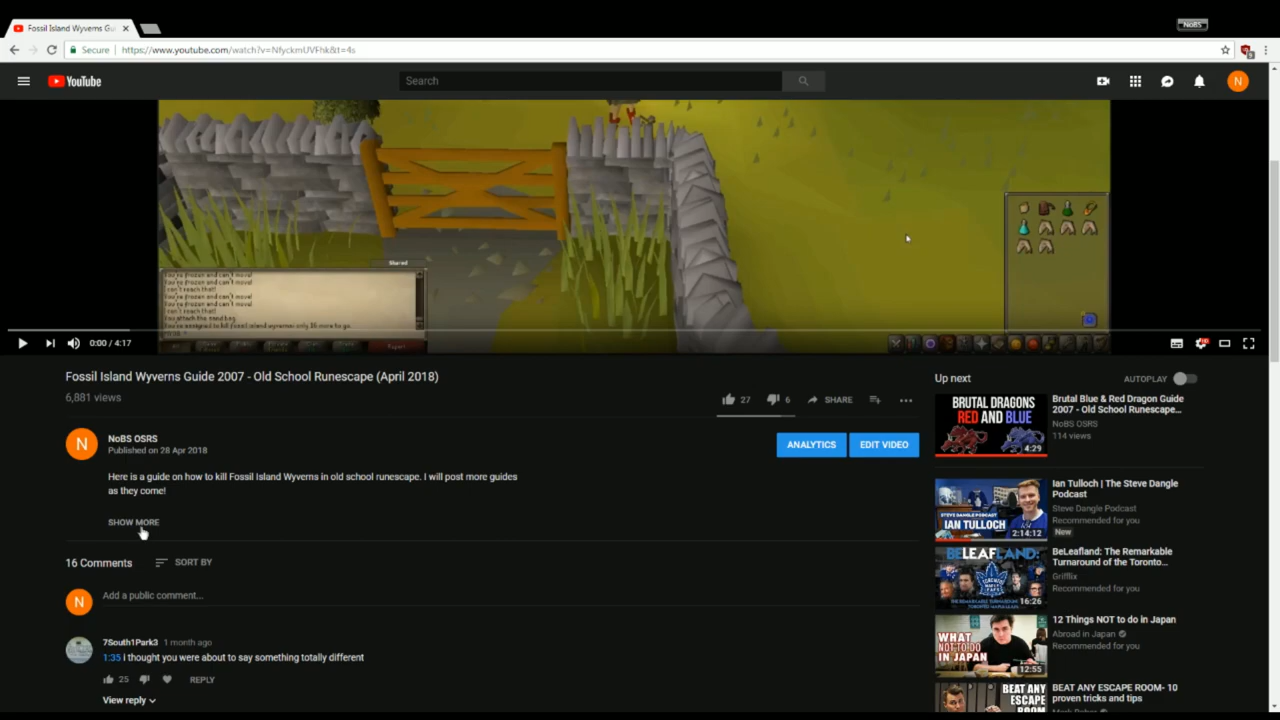 Fossil Island Wyverns Gu
NoBS
Secure
https://www.youtube.com/watch?v=NfyckmUVFhk&t=4s
YouTube
Search
N
Shared
You're frozen and can't move!
You're frozen and can't move!
I can't reach that!
You're frozen and can't move!
You're frozen and can't move!
I can't reach that!
0:00 / 4:17
Fossil Island Wyverns Guide 2007 - Old School Runescape (April 2018)
6,881 views
27
6
SHARE
N
NoBS OSRS
Published on 28 Apr 2018
ANALYTICS
EDIT VIDEO
Here is a guide on how to kill Fossil Island Wyverns in old school runescape. I will post more guides
as they come!
SHOW MORE
16 Comments
SORT BY
N
Add a public comment...
7South1Park3 1 month ago
1:35 i thought you were about to say something totally different
25
REPLY
View reply
Up next
AUTOPLAY
BRUTAL DRAGONS
RED AND BLUE
4:29
Brutal Blue & Red Dragon Guide
2007 - Old School Runescape...
NoBS OSRS
114 views
STEVE DANGLE PODCAST
IAN TULLOCH
2:14:12
Ian Tulloch | The Steve Dangle
Podcast
Steve Dangle Podcast
Recommended for you
New
BELEAFLAND:
16:26
BeLeafland: The Remarkable
Turnaround of the Toronto...
Griflix
Recommended for you
WHAT
NOT TO DO
IN JAPAN
12:55
12 Things NOT to do in Japan
Abroad in Japan
Recommended for you
BEAT ANY
ESCAPE
BEAT ANY ESCAPE ROOM- 10
proven tricks and tips